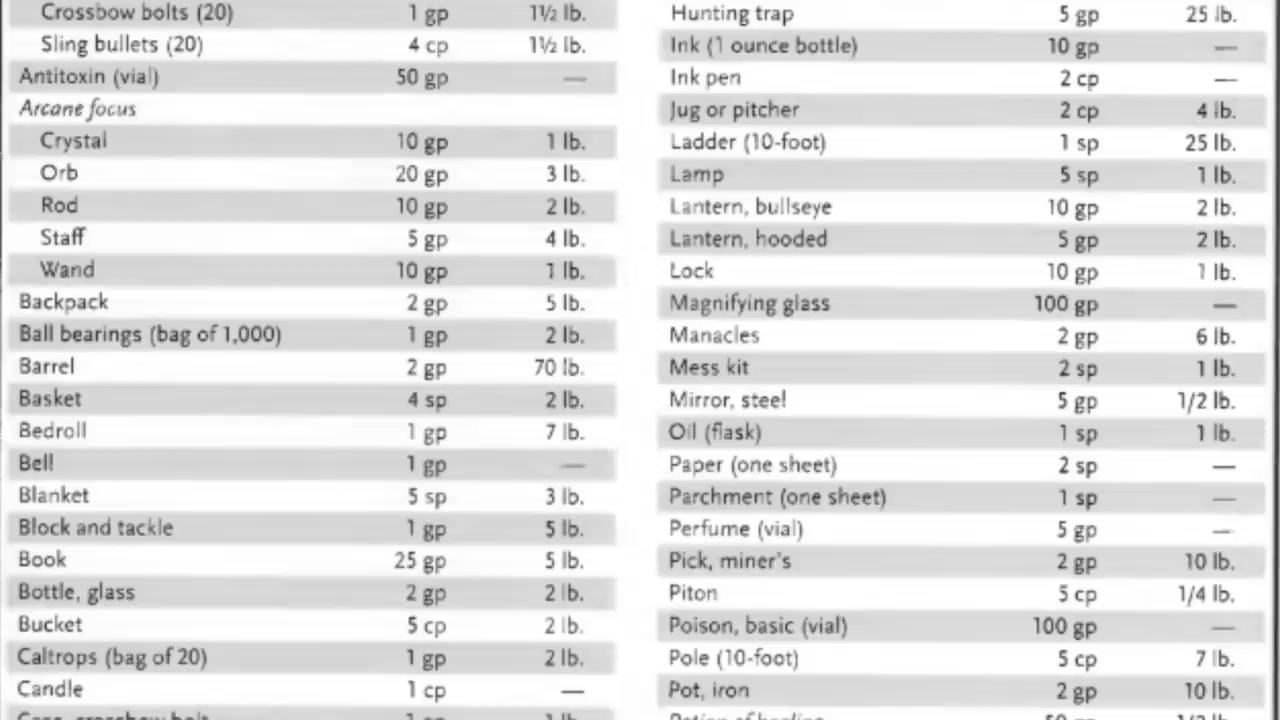 Crossbow bolts (20) 1 gp 1½ lb.
Sling bullets (20) 4 cp 1½ lb.
Antitoxin (vial) 50 gp —
Arcane focus
Crystal 10 gp 1 lb.
Orb 20 gp 3 lb.
Rod 10 gp 2 lb.
Staff 5 gp 4 lb.
Wand 10 gp 1 lb.
Backpack 2 gp 5 lb.
Ball bearings (bag of 1,000) 1 gp 2 lb.
Barrel 2 gp 70 lb.
Basket 4 sp 2 lb.
Bedroll 1 gp 7 lb.
Bell 1 gp —
Blanket 5 sp 3 lb.
Block and tackle 1 gp 5 lb.
Book 25 gp 5 lb.
Bottle, glass 2 gp 2 lb.
Bucket 5 cp 2 lb.
Caltrops (bag of 20) 1 gp 2 lb.
Candle 1 cp —
Case, crossbow bolt 1 gp 1 lb.
Hunting trap 5 gp 25 lb.
Ink (1 ounce bottle) 10 gp —
Ink pen 2 cp —
Jug or pitcher 2 cp 4 lb.
Ladder (10-foot) 1 sp 25 lb.
Lamp 5 sp 1 lb.
Lantern, bullseye 10 gp 2 lb.
Lantern, hooded 5 gp 2 lb.
Lock 10 gp 1 lb.
Magnifying glass 100 gp —
Manacles 2 gp 6 lb.
Mess kit 2 sp 1 lb.
Mirror, steel 5 gp 1/2 lb.
Oil (flask) 1 sp 1 lb.
Paper (one sheet) 2 sp —
Parchment (one sheet) 1 sp —
Perfume (vial) 5 gp —
Pick, miner's 2 gp 10 lb.
Piton 5 cp 1/4 lb.
Poison, basic (vial) 100 gp —
Pole (10-foot) 5 cp 7 lb.
Pot, iron 2 gp 10 lb.
Potion of healing 50 gp 1/2 lb.